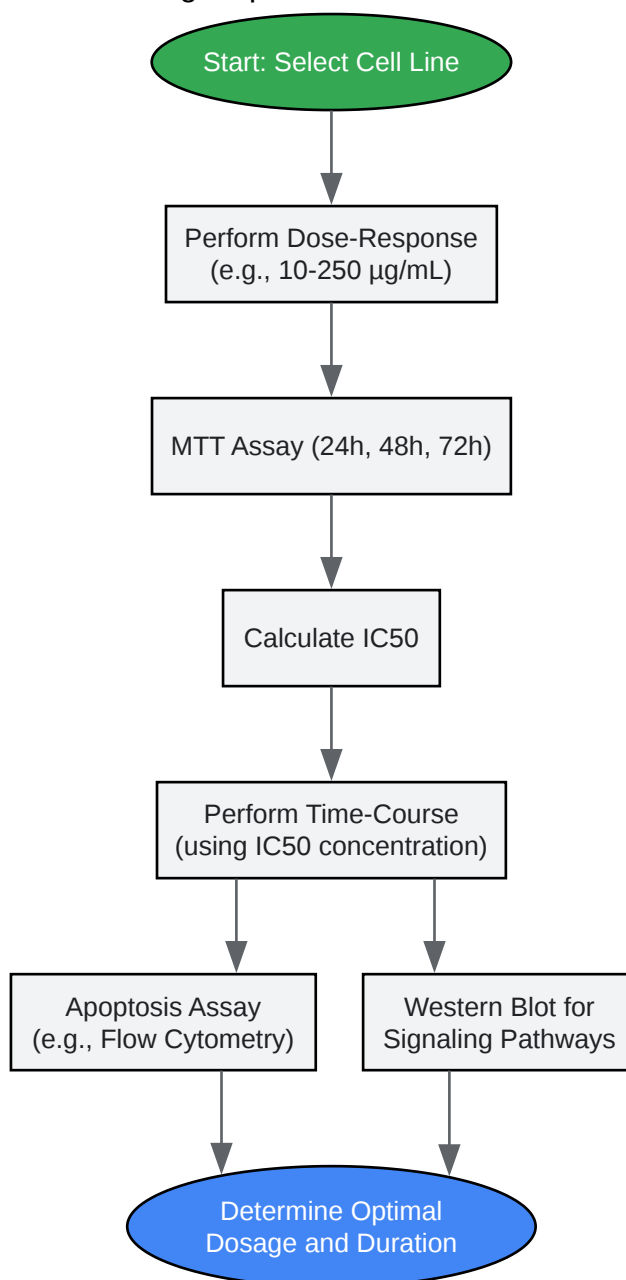 Start: Select Cell Line
Perform Dose-Response
(e.g., 10-250 µg/mL)
MTT Assay (24h, 48h, 72h)
Calculate IC50
Perform Time-Course
(using IC50 concentration)
Apoptosis Assay
(e.g., Flow Cytometry)
Western Blot for
Signaling Pathways
Determine Optimal
Dosage and Duration